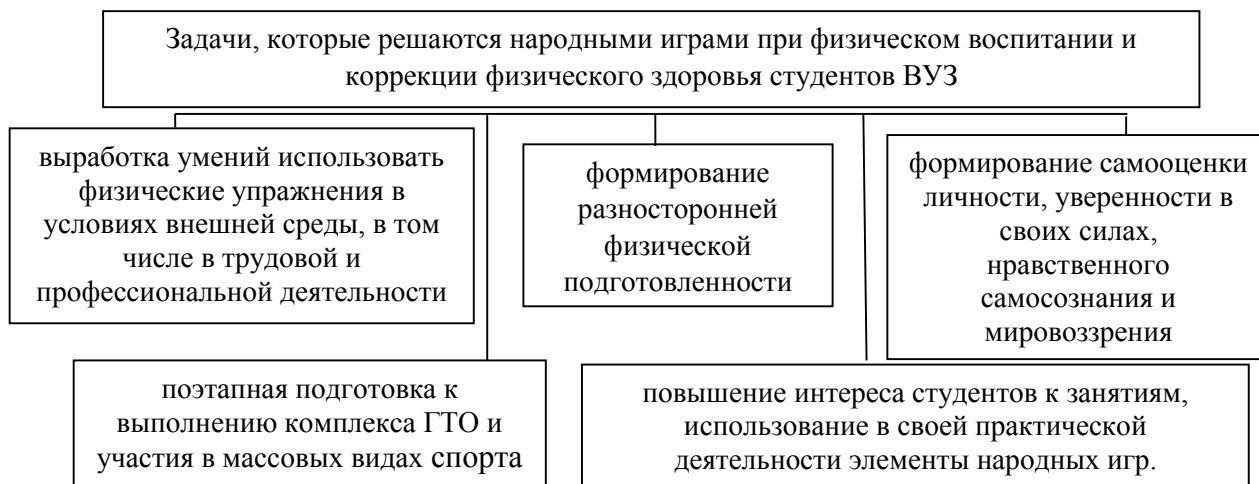 Задачи, которые решаются народными играми при физическом воспитании и
коррекции физического здоровья студентов ВУЗ
выработка умений использовать
физические упражнения в
условиях внешней среды, в том
числе в трудовой и
профессиональной деятельности
формирование
разносторонней
физической
подготовленности
формирование самооценки
личности, уверенности в
своих силах,
нравственного
самосознания и
мировоззрения
поэтапная подготовка к
выполнению комплекса ГТО и
участия в массовых видах спорта
повышение интереса студентов к занятиям,
использование в своей практической
деятельности элементы народных игр.